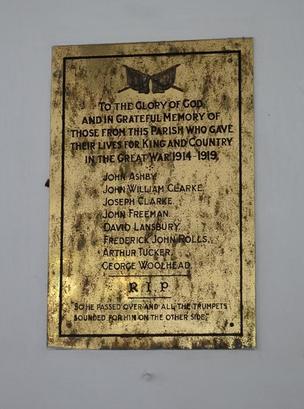 TO THE GLORY OF GOD,
AND IN GRATEFUL MEMORY OF
THOSE FROM THIS PARISH WHO GAVE
THEIR LIVES FOR KING AND COUNTRY
IN THE GREAT WAR 1914-1919.
JOHN ASHBY.
JOHN WILLIAM CLARKE.
JOSEPH CLARKE.
JOHN FREEMAN.
DAVID LANSBURY.
FREDERICK JOHN ROLLS.
ARTHUR TUCKER.
GEORGE WOOLHEAD.
R.I.P
"SO HE PASSED OVER AND ALL THE TRUMPETS
SOUNDED FOR HIM ON THE OTHER SIDE."